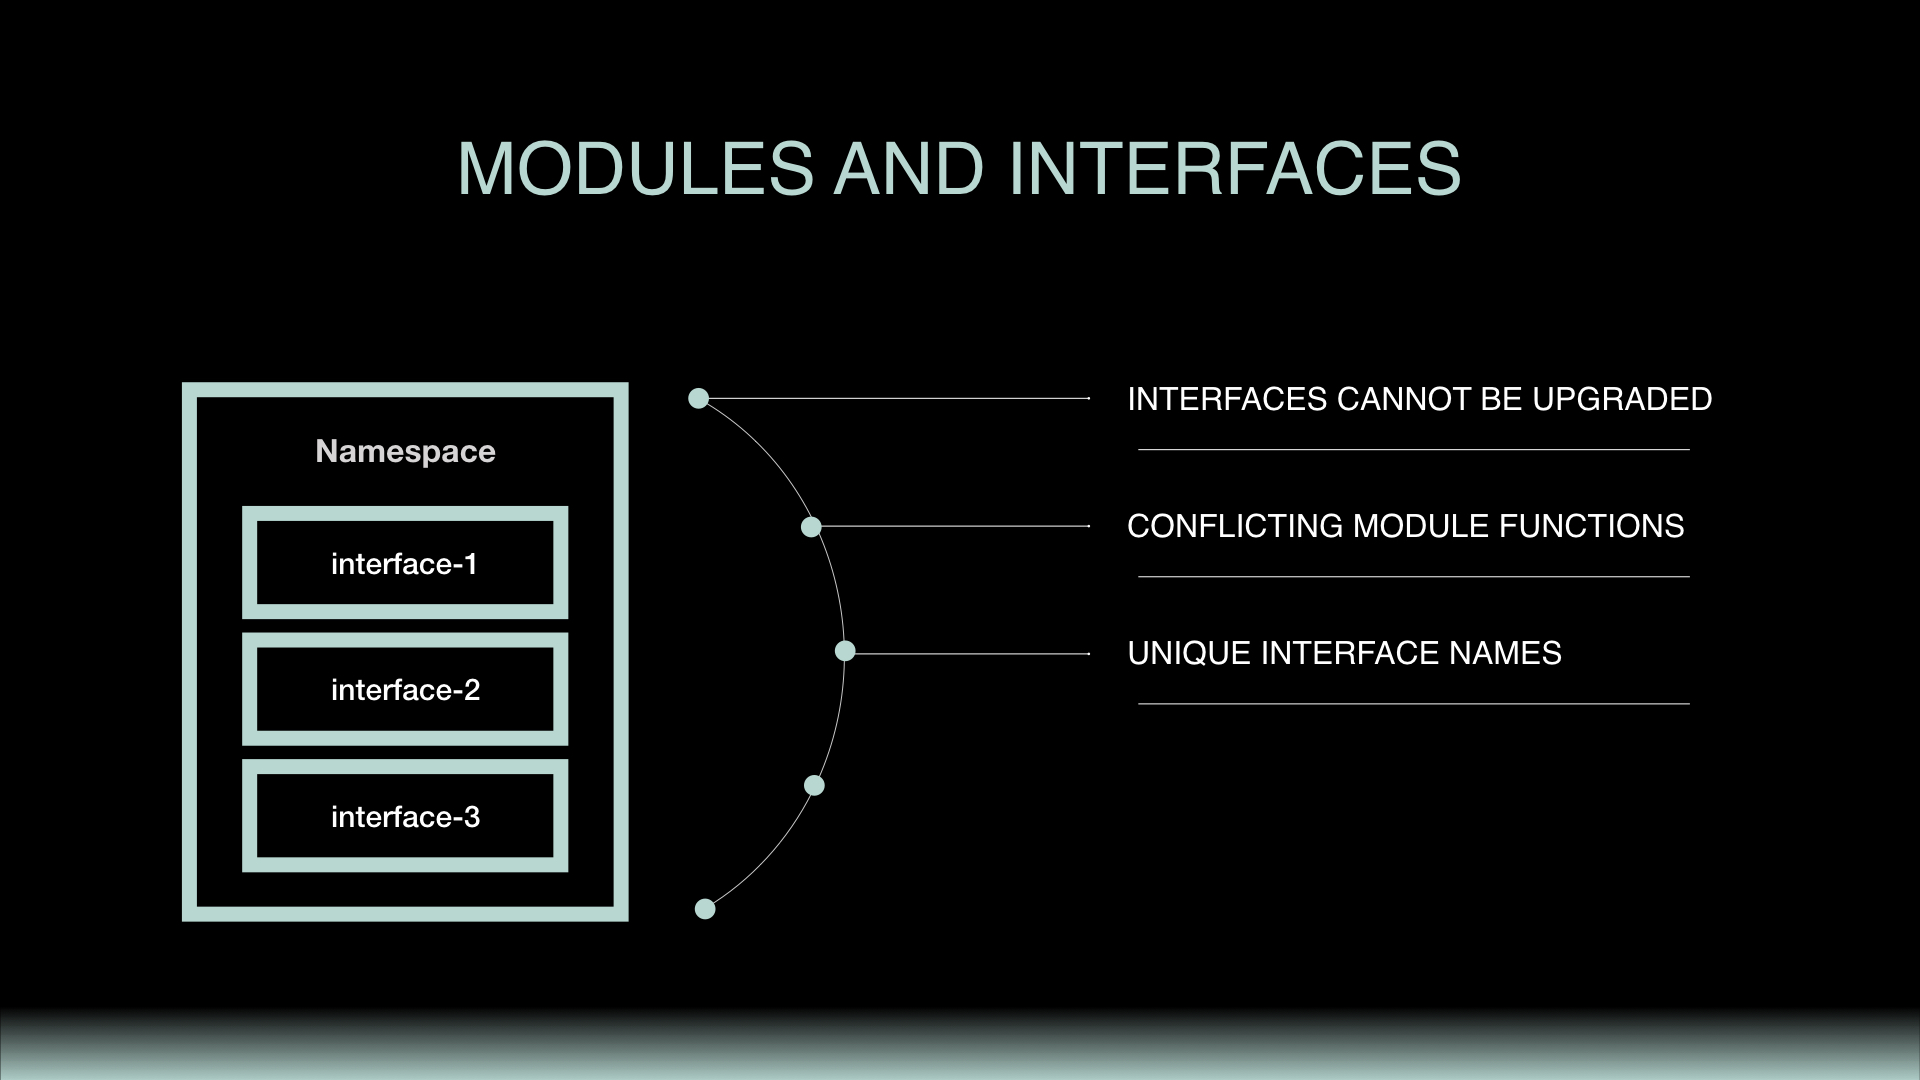 MODULES AND INTERFACES
Namespace
interface-1
interface-2
interface-3
INTERFACES CANNOT BE UPGRADED
CONFLICTING MODULE FUNCTIONS
UNIQUE INTERFACE NAMES